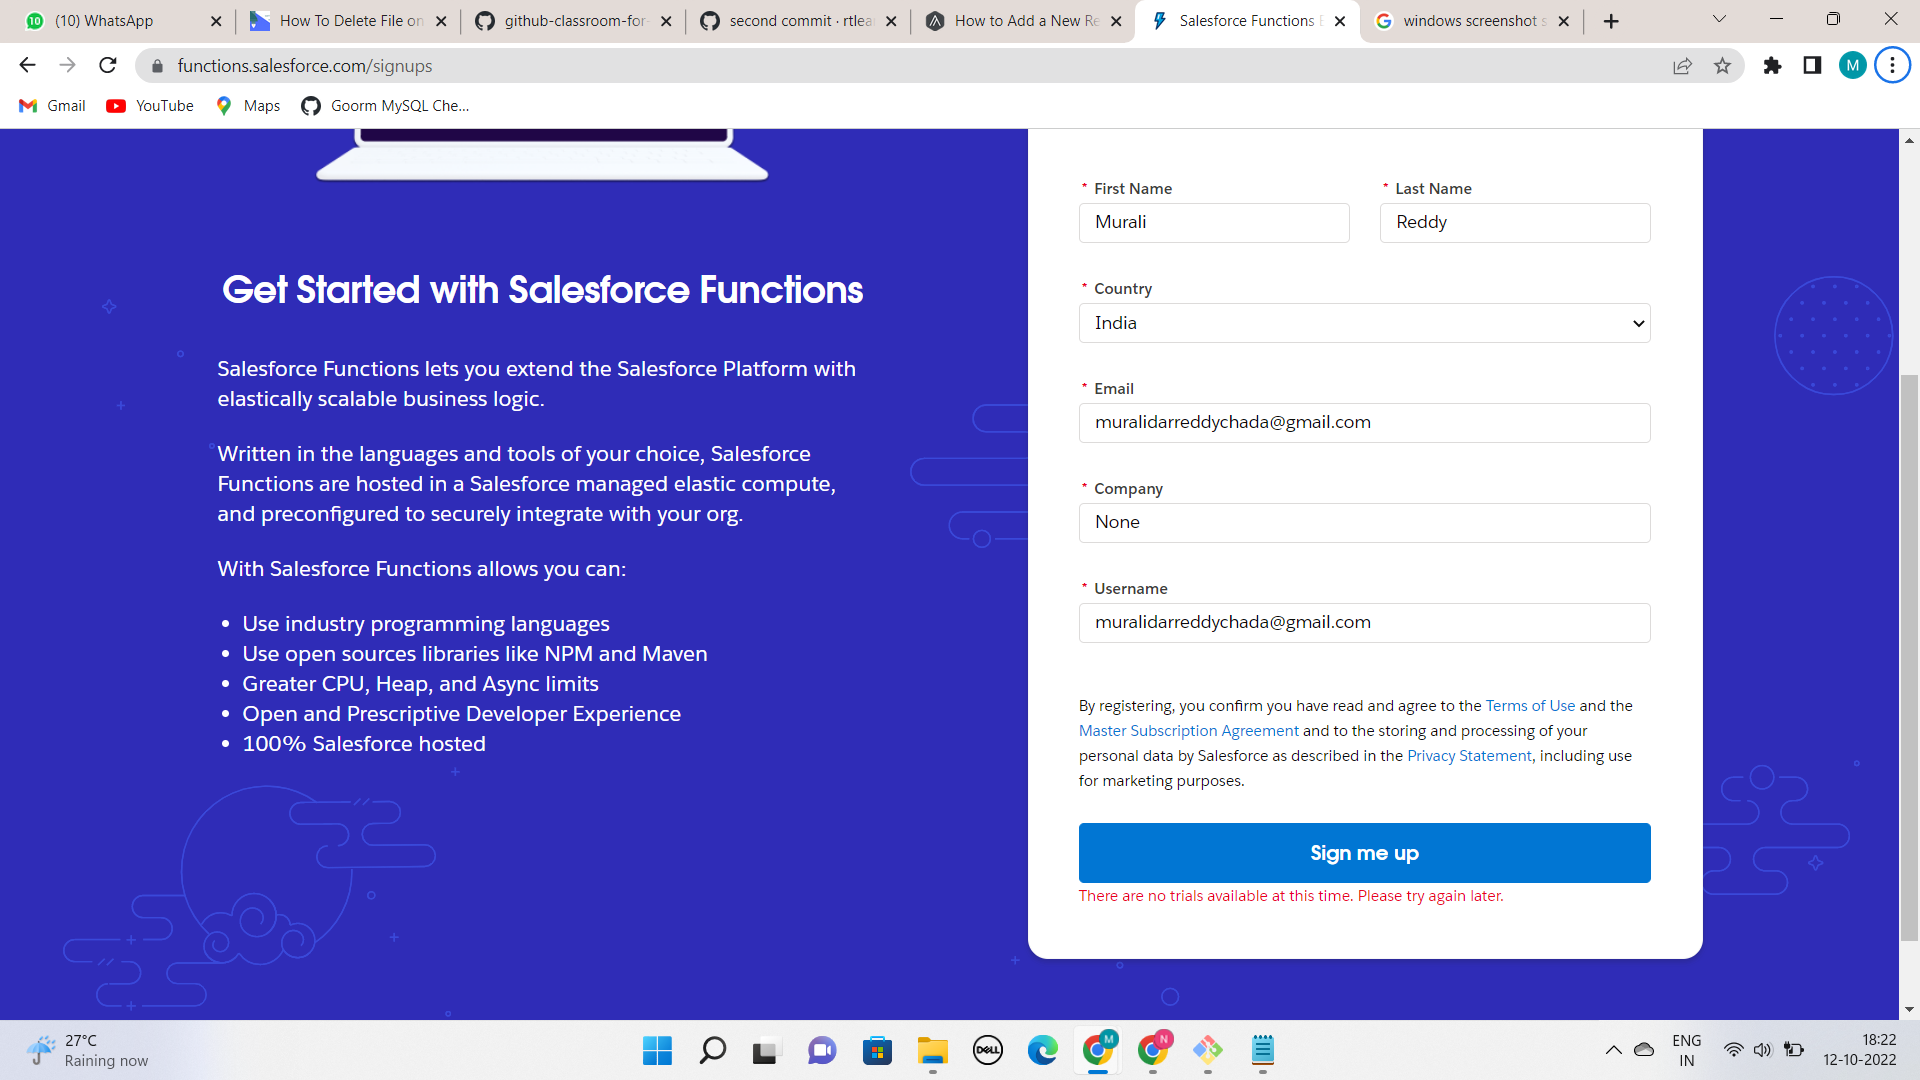 (10) WhatsApp
How To Delete File on
github-classroom-for-
second commit · rtlea
How to Add a New Re
Salesforce Functions
windows screenshot s
functions.salesforce.com/signups
M
Gmail
YouTube
Maps
Goorm MySQL Che...
Get Started with Salesforce Functions
Salesforce Functions lets you extend the Salesforce Platform with
elastically scalable business logic.
Written in the languages and tools of your choice, Salesforce
Functions are hosted in a Salesforce managed elastic compute,
and preconfigured to securely integrate with your org.
With Salesforce Functions allows you can:
• Use industry programming languages
• Use open sources libraries like NPM and Maven
• Greater CPU, Heap, and Async limits
• Open and Prescriptive Developer Experience
• 100% Salesforce hosted
* First Name
Murali
* Last Name
Reddy
* Country
India
* Email
muralidarreddychada@gmail.com
* Company
None
* Username
muralidarreddychada@gmail.com
By registering, you confirm you have read and agree to the Terms of Use and the
Master Subscription Agreement and to the storing and processing of your
personal data by Salesforce as described in the Privacy Statement, including use
for marketing purposes.
Sign me up
There are no trials available at this time. Please try again later.
27°C
Raining now
DELL
M
N
ENG
IN
18:22
12-10-2022